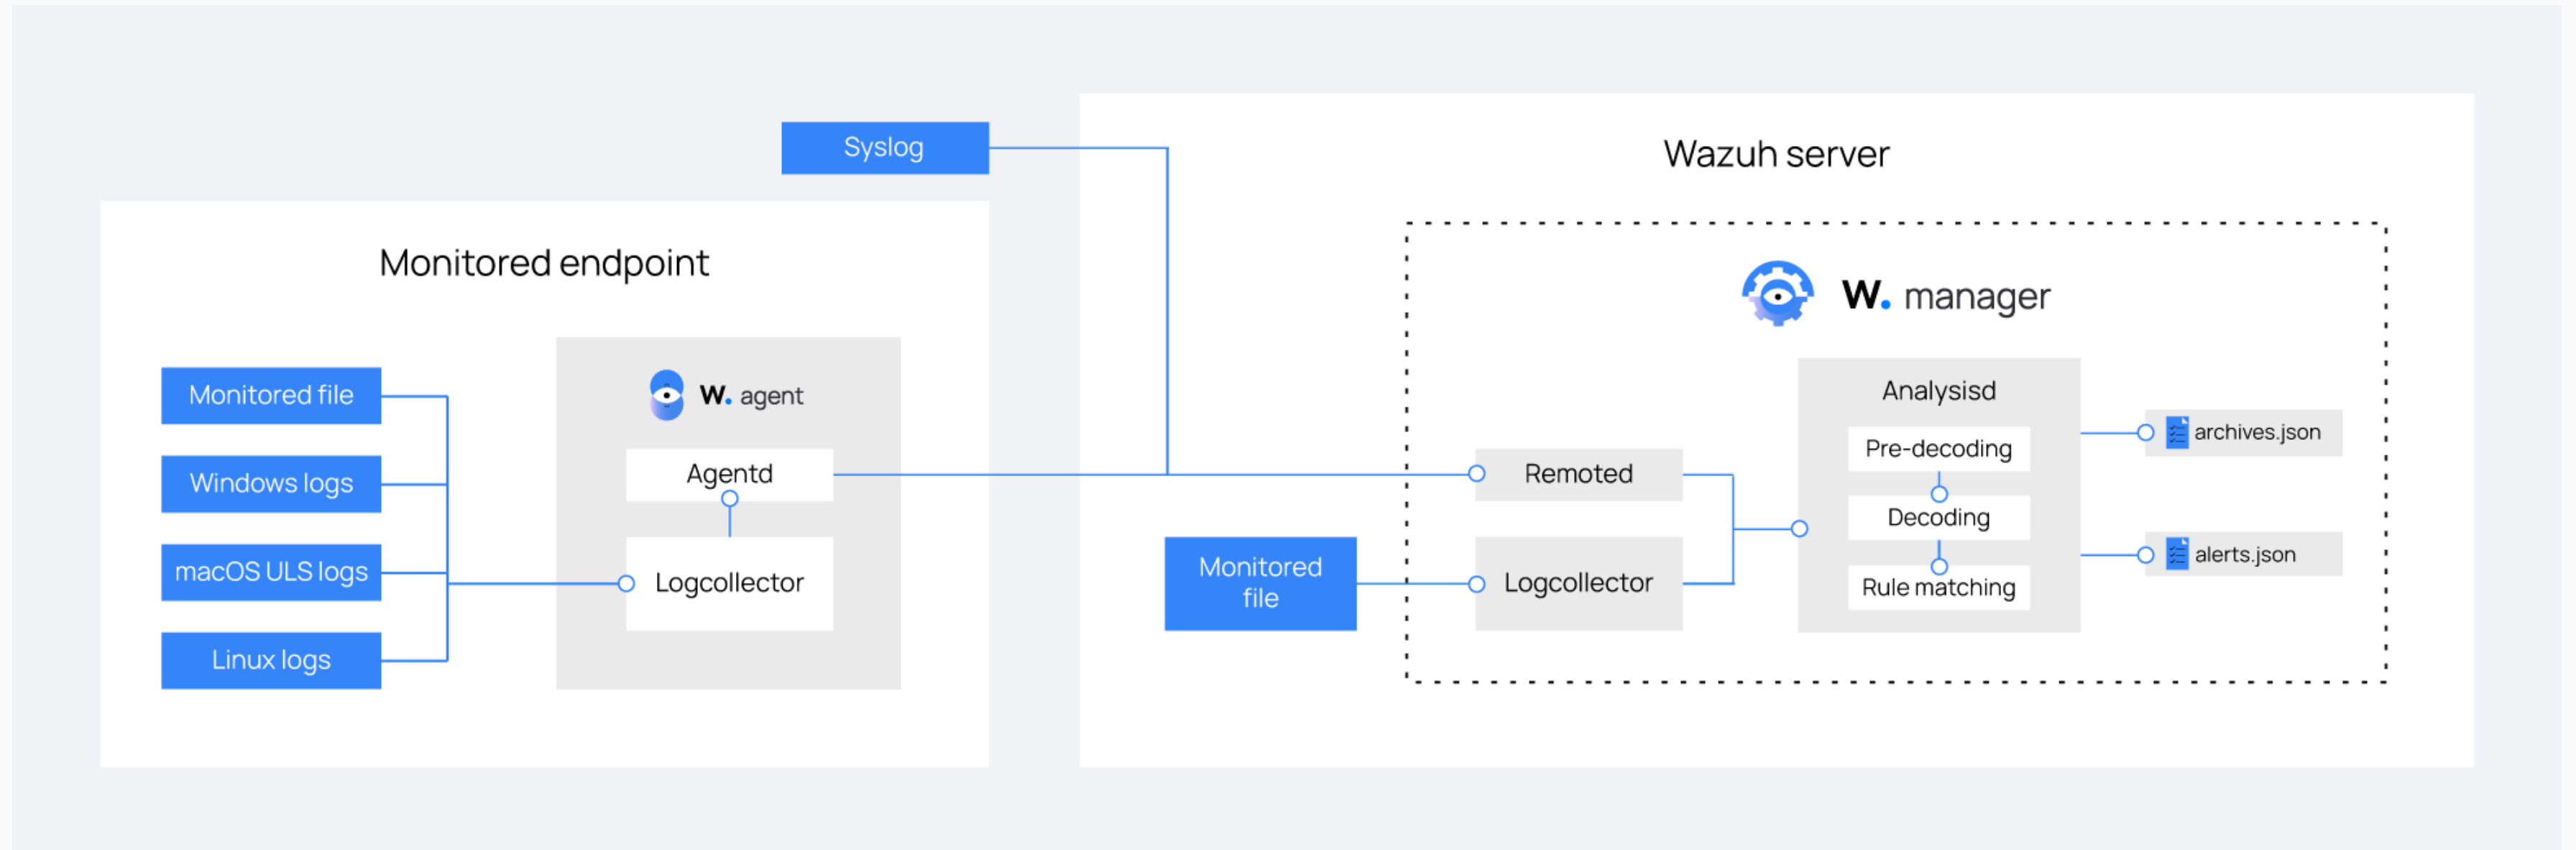 Syslog
Wazuh server
Monitored endpoint
W. manager
Monitored file
Windows logs
macOS ULS logs
Linux logs
W. agent
Agentd
Logcollector
Monitored
file
Remoted
Logcollector
Analysisd
Pre-decoding
Decoding
Rule matching
archives.json
alerts.json